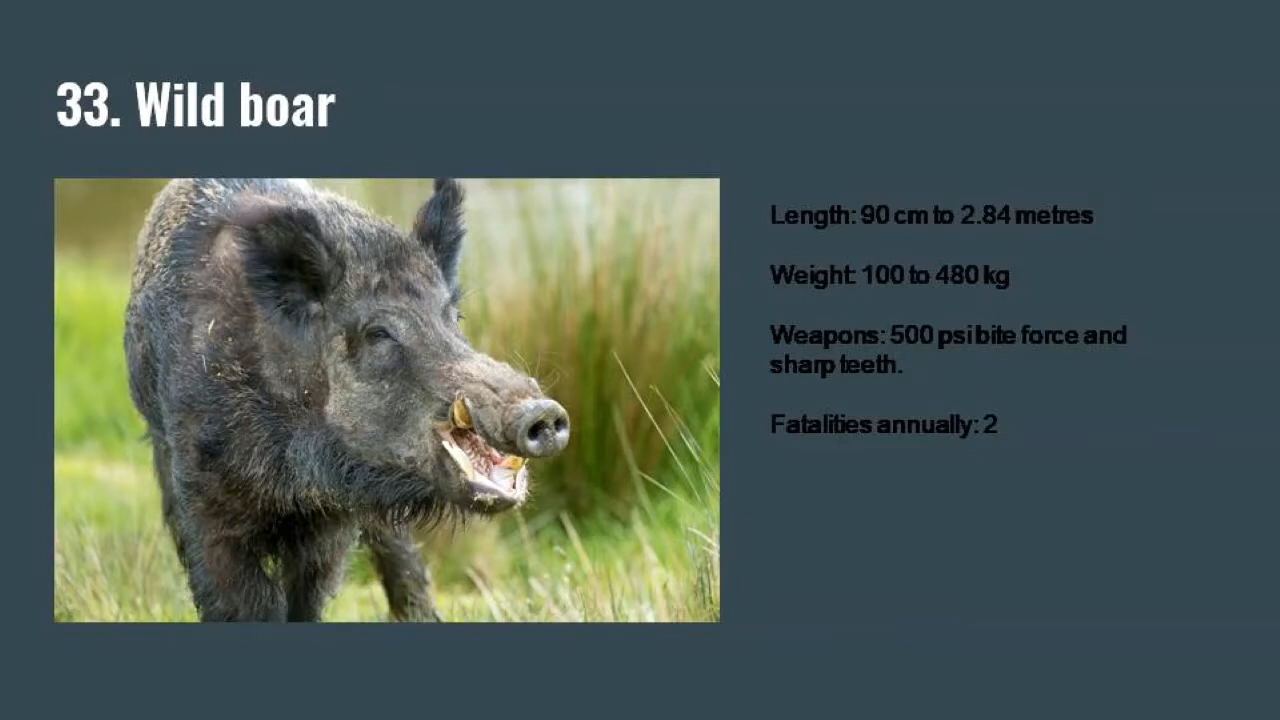 33. Wild boar
Length: 90 cm to 2.84 metres
Weight: 100 to 480 kg
Weapons: 500 psi bite force and
sharp teeth.
Fatalities annually: 2